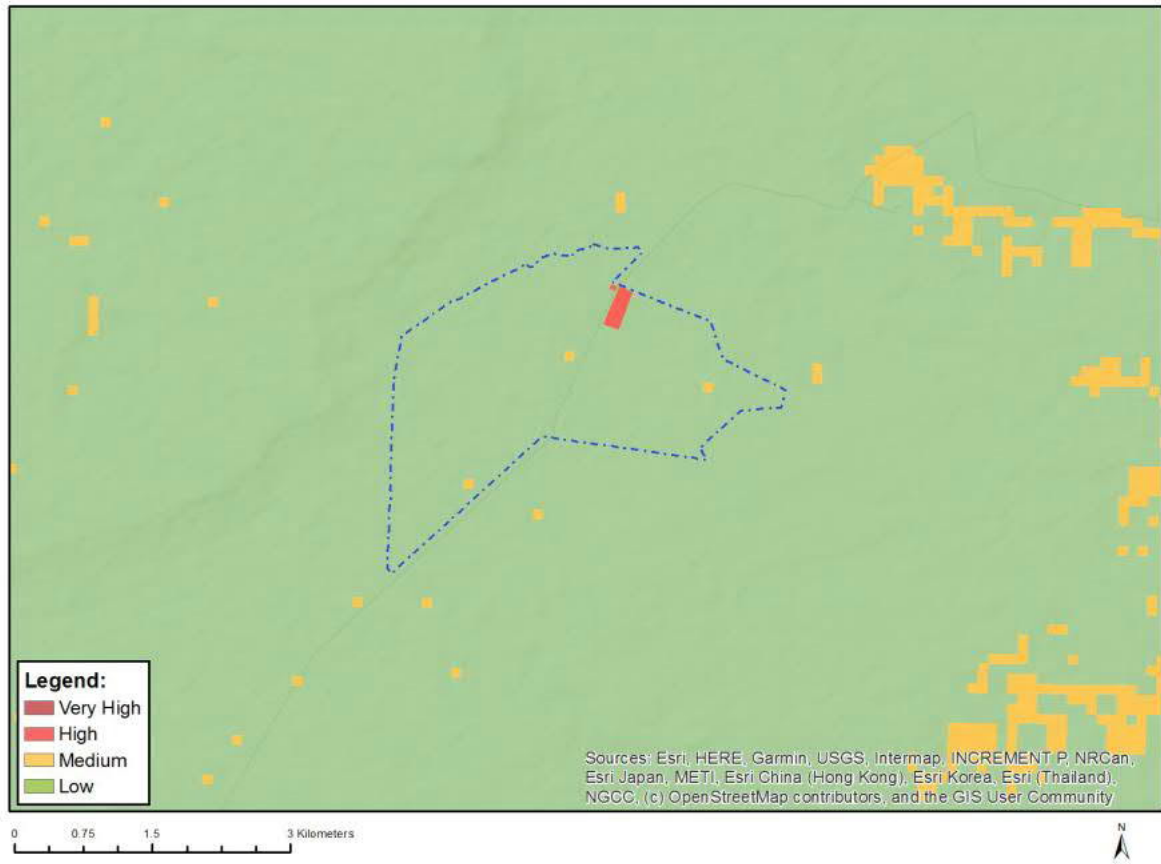 Legend:
Very High
High
Medium
Low
Sources: Esri, HERE, Garmin, USGS, Intermap, INCREMENT P, NRCan,
Esri Japan, METI, Esri China (Hong Kong), Esri Korea, Esri (Thailand),
NGCC, (c) OpenStreetMap contributors, and the GIS User Community
0 0.75 1.5 3 Kilometers
N